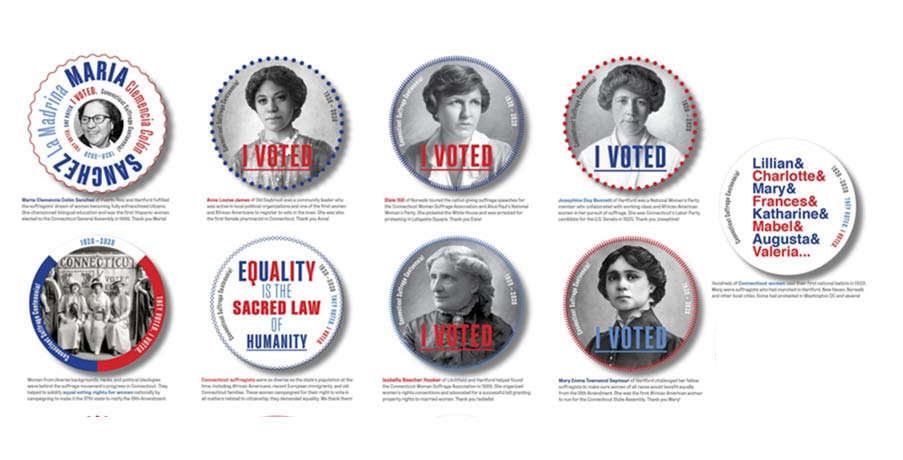 La Madrina
MARIA
Clemencia Colón
SANCHEZ
THEY VOTED. SHE VOTED. I VOTED. Connecticut Suffrage Centennial
1920-2020
Maria Clemencia Colón Sanchez of Puerto Rico and Hartford fulfilled
the suffragists' dream of women becoming fully enfranchised citizens.
She championed bilingual education and was the first Hispanic woman
elected to the Connecticut General Assembly in 1988. Thank you Maria!
Connecticut Suffrage Centennial
1920-2020
I VOTED
Anna Louise James of Old Saybrook was a community leader who
was active in local political organizations and one of the first women
and African Americans to register to vote in the town. She was also
the first female pharmacist in Connecticut. Thank you Anna!
Connecticut Suffrage Centennial
1920-2020
I VOTED
Elsie Hill of Norwalk toured the nation giving suffrage speeches for
the Connecticut Woman Suffrage Association and Alice Paul's National
Woman's Party. She picketed the White House and was arrested for
protesting in Lafayette Square. Thank you Elsie!
Connecticut Suffrage Centennial
1920-2020
I VOTED
Josephine Day Bennett of Hartford was a National Woman's Party
member who collaborated with working class and African American
women in her pursuit of suffrage. She was Connecticut's Labor Party
candidate for the U.S. Senate in 1920. Thank you Josephine!
Connecticut Suffrage Centennial
Lillian&
Charlotte&
Mary&
Frances&
Katharine&
Mabel&
Augusta&
Valeria...
1920-2020
THEY VOTED. I VOTED.
Hundreds of Connecticut women cast their first national ballots in 1920.
Many were suffragists who had marched in Hartford, New Haven, Norwalk
and other local cities. Some had protested in Washington DC and several
1920-2020
CONNECTICUT
VOTE
Connecticut Suffrage Centennial
THEY VOTED. I VOTED.
Women from diverse backgrounds, races, and political ideologies
were behind the suffrage movement's progress in Connecticut. They
helped to solidify equal voting rights for women nationally by
campaigning to make it the 37th state to ratify the 19th Amendment.
Connecticut Suffrage Centennial
EQUALITY
IS THE
SACRED LAW
OF
HUMANITY
1920-2020
THEY VOTED. I VOTED.
Connecticut suffragists were as diverse as the state's population at the
time, including African Americans, recent European immigrants, and old
Connecticut families. These women campaigned for their right to vote in
all matters related to citizenship; they demanded equality. We thank them!
Connecticut Suffrage Centennial
1920-2020
I VOTED
Isabella Beecher Hooker of Litchfield and Hartford helped found
the Connecticut Woman Suffrage Association in 1869. She organized
women's rights conventions and advocated for a successful bill granting
property rights to married women. Thank you Isabella!
Connecticut Suffrage Centennial
1920-2020
I VOTED
Mary Emma Townsend Seymour of Hartford challenged her fellow
suffragists to make sure women of all races would benefit equally
from the 19th Amendment. She was the first African American woman
to run for the Connecticut State Assembly. Thank you Mary!